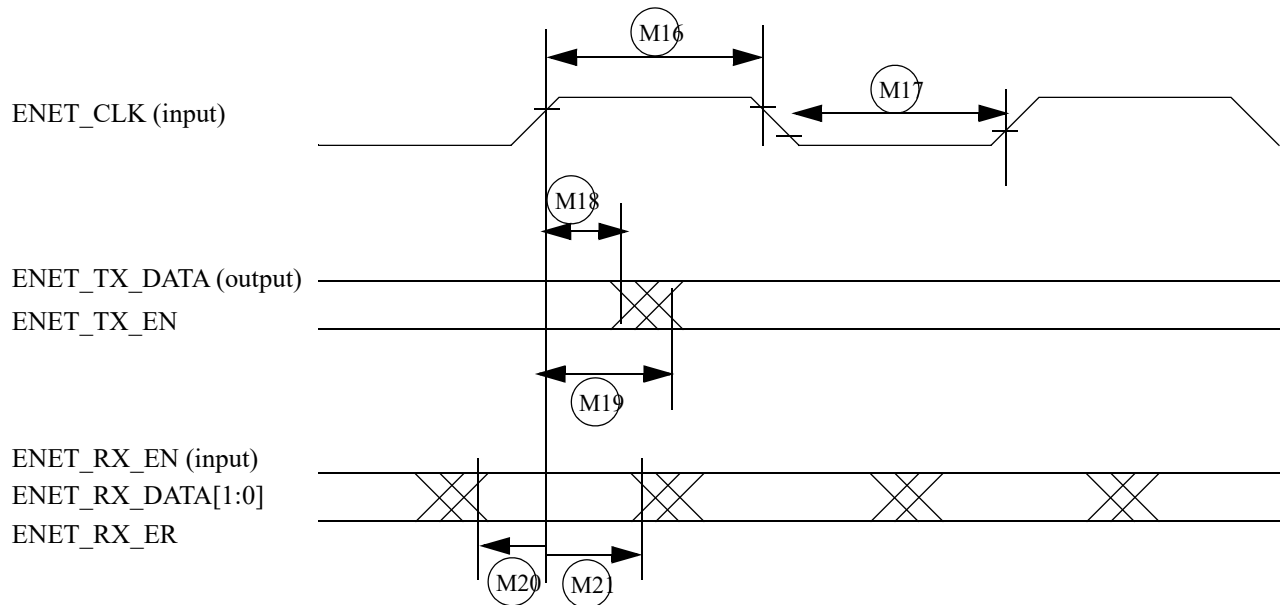 M16
ENET_CLK (input)
M17
M18
ENET_TX_DATA (output)
ENET_TX_EN
M19
ENET_RX_EN (input)
ENET_RX_DATA[1:0]
ENET_RX_ER
M20
M21